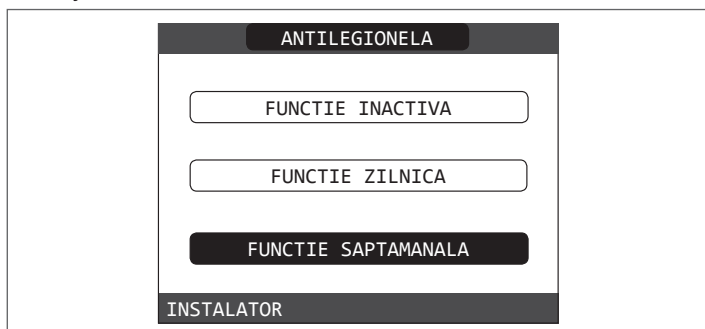 ANTILEGIONELA
FUNCTIE INACTIVA
FUNCTIE ZILNICA
FUNCTIE SAPTAMANALA
INSTALATOR